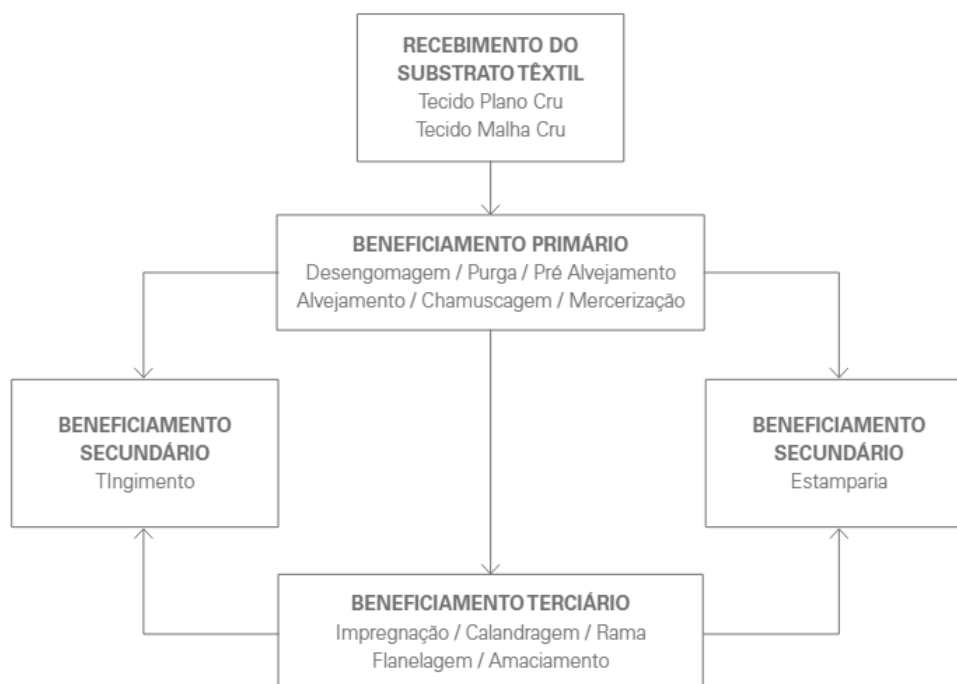 RECEBIMENTO DO
SUBSTRATO TÊXTIL
Tecido Plano Cru
Tecido Malha Cru
BENEFICIAMENTO PRIMÁRIO
Desengomagem / Purga / Pré Alvejamento
Alvejamento / Chamuscagem / Mercerização
BENEFICIAMENTO
SECUNDÁRIO
TIngimento
BENEFICIAMENTO
SECUNDÁRIO
Estamparia
BENEFICIAMENTO TERCIÁRIO
Impregnação / Calandragem / Rama
Flanelagem / Amaciamento